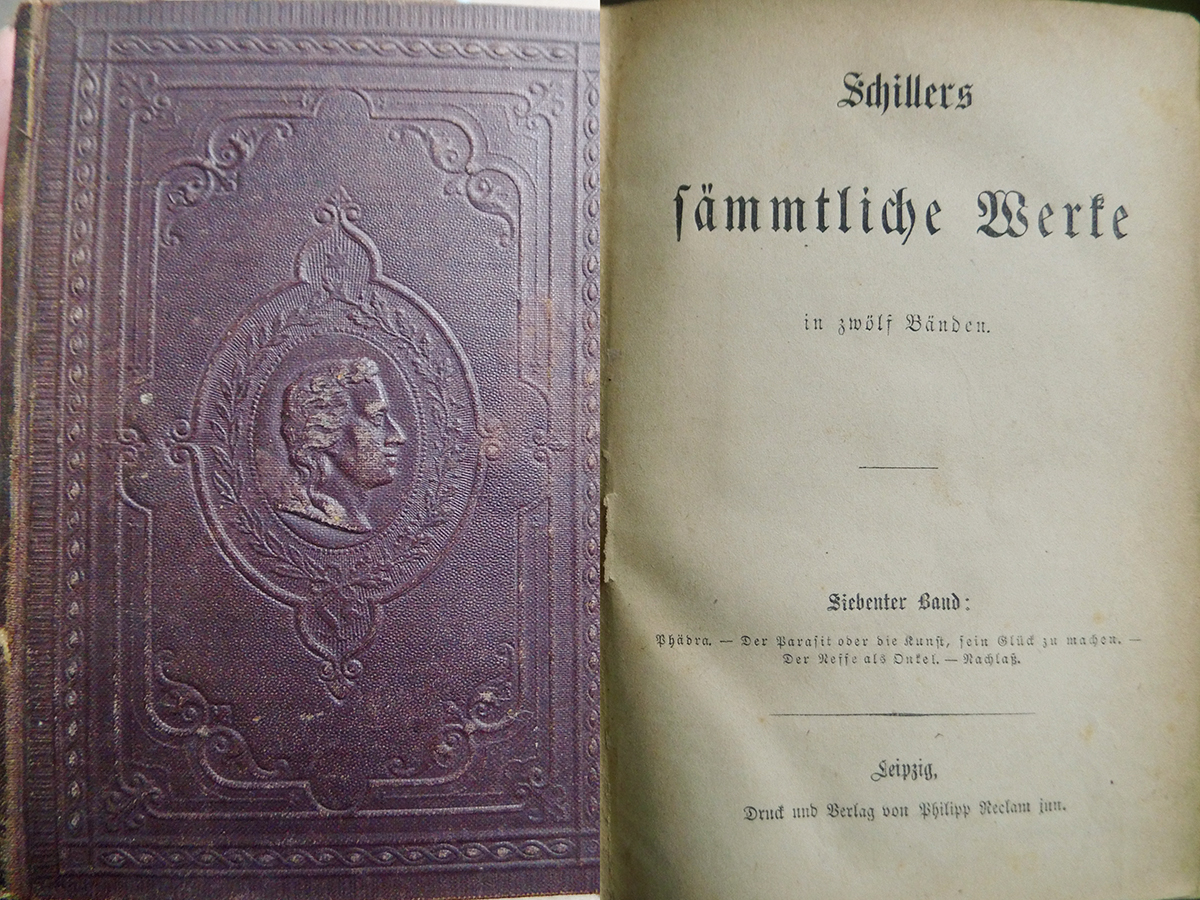 Schillers
sämmtliche Werke
in zwölf Bänden.
Siebenter Band:
Phädra. — Der Parasit oder die Kunst, sein Glück zu machen. —
Der Neffe als Onkel. — Nachlaß.
Leipzig,
Druck und Verlag von Philipp Reclam jun.